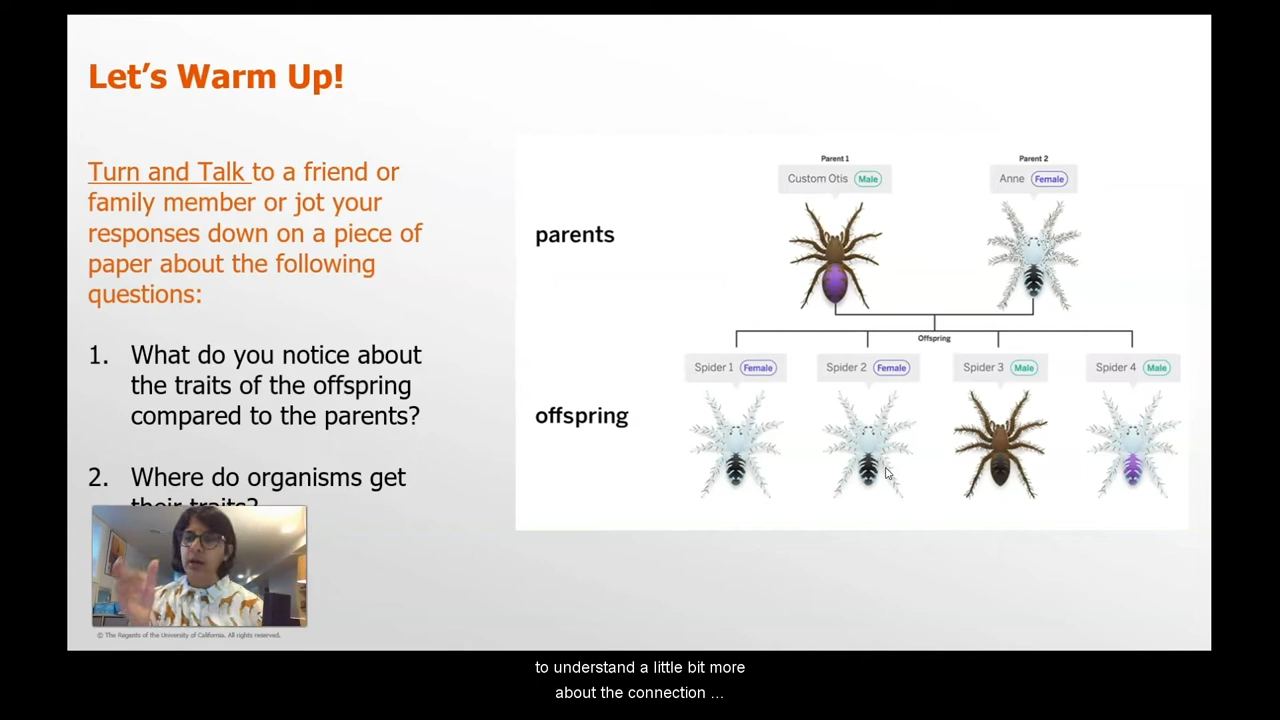 Let's Warm Up!
Turn and Talk to a friend or
family member or jot your
responses down on a piece of
paper about the following
questions:
1. What do you notice about
the traits of the offspring
compared to the parents?
2. Where do organisms get
their traits?
© The Regents of the University of California. All rights reserved.
Parent 1
Custom Otis Male
Parent 2
Anne Female
parents
Offspring
Spider 1 Female
Spider 2 Female
Spider 3 Male
Spider 4 Male
offspring
to understand a little bit more
about the connection ...